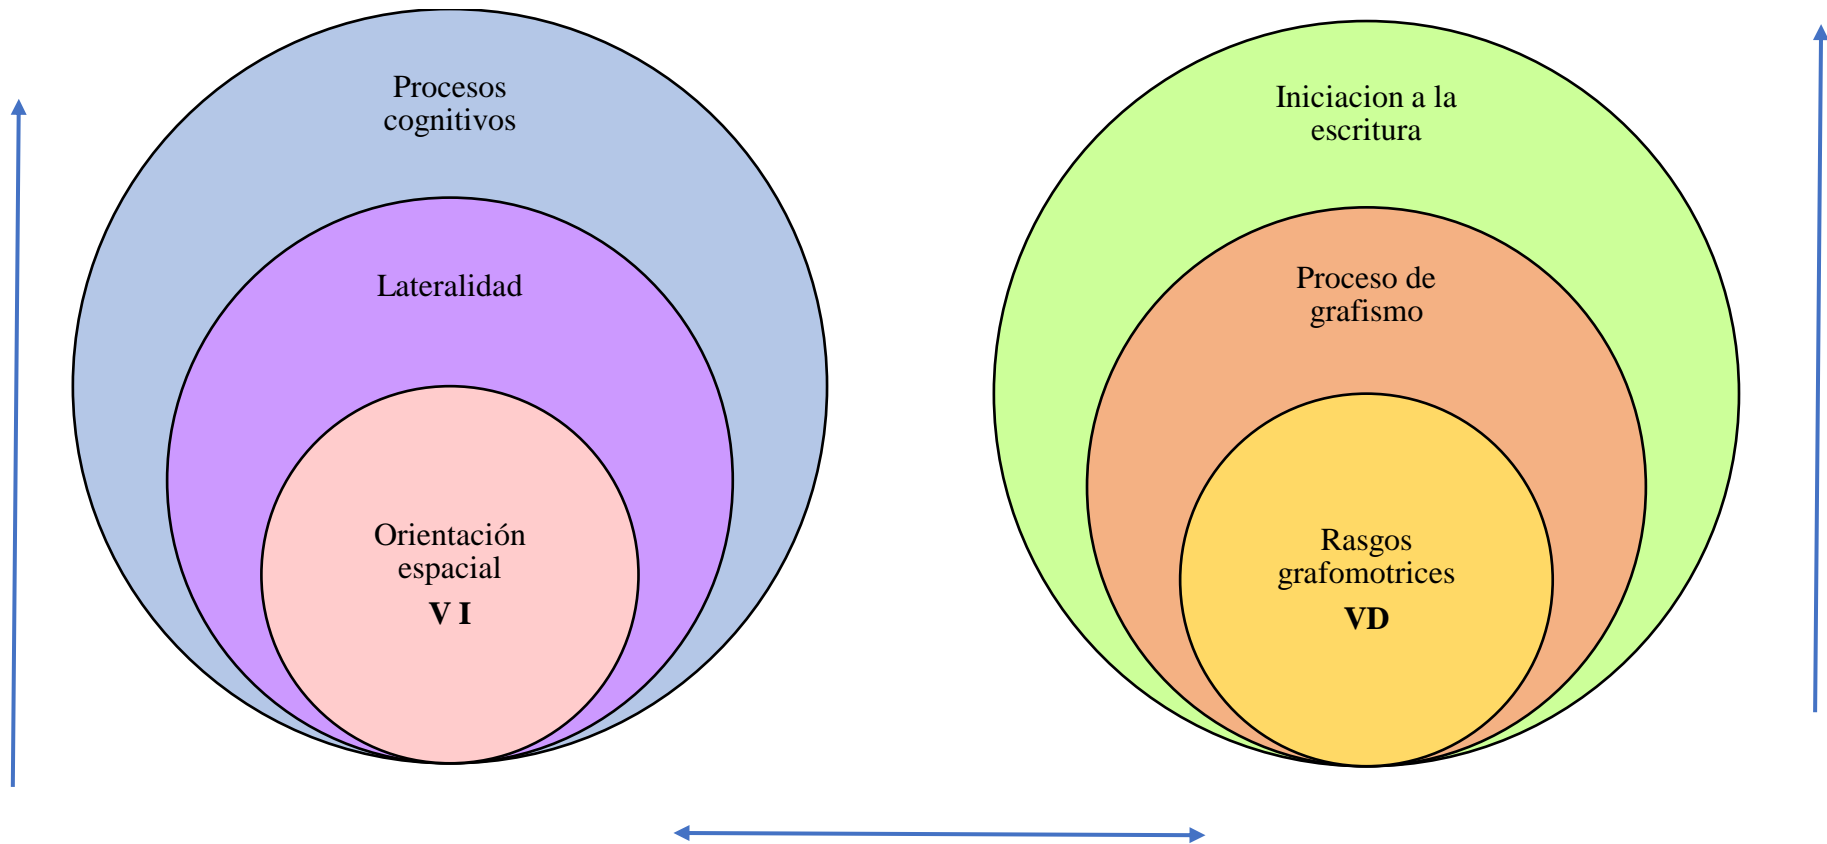 Procesos
cognitivos
Lateralidad
Orientación
espacial
V I
Iniciacion a la
escritura
Proceso de
grafismo
Rasgos
grafomotrices
VD